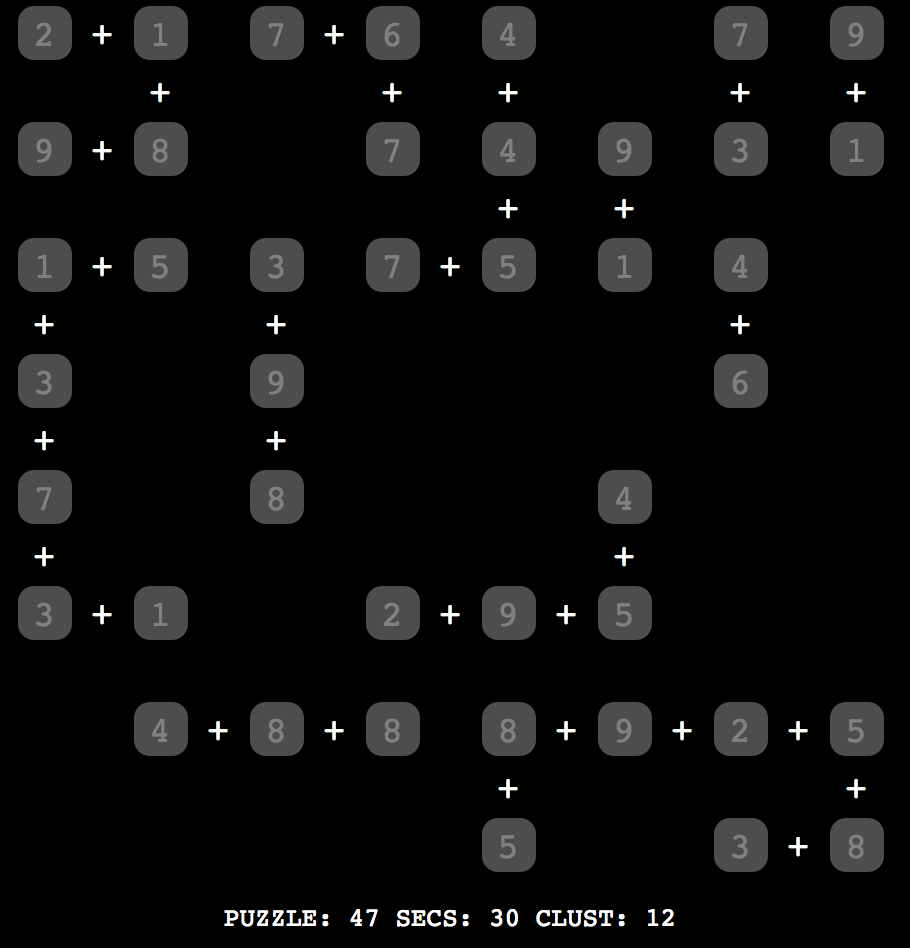 2 + 1 7 + 6 4 7 9
+ + + + +
9 + 8 7 4 9 3 1
+ +
1 + 5 3 7 + 5 1 4
+ + +
3 9 6
+ +
7 8 4
+ +
3 + 1 2 + 9 + 5
4 + 8 + 8 8 + 9 + 2 + 5
+ +
5 3 + 8
PUZZLE: 47 SECS: 30 CLUST: 12